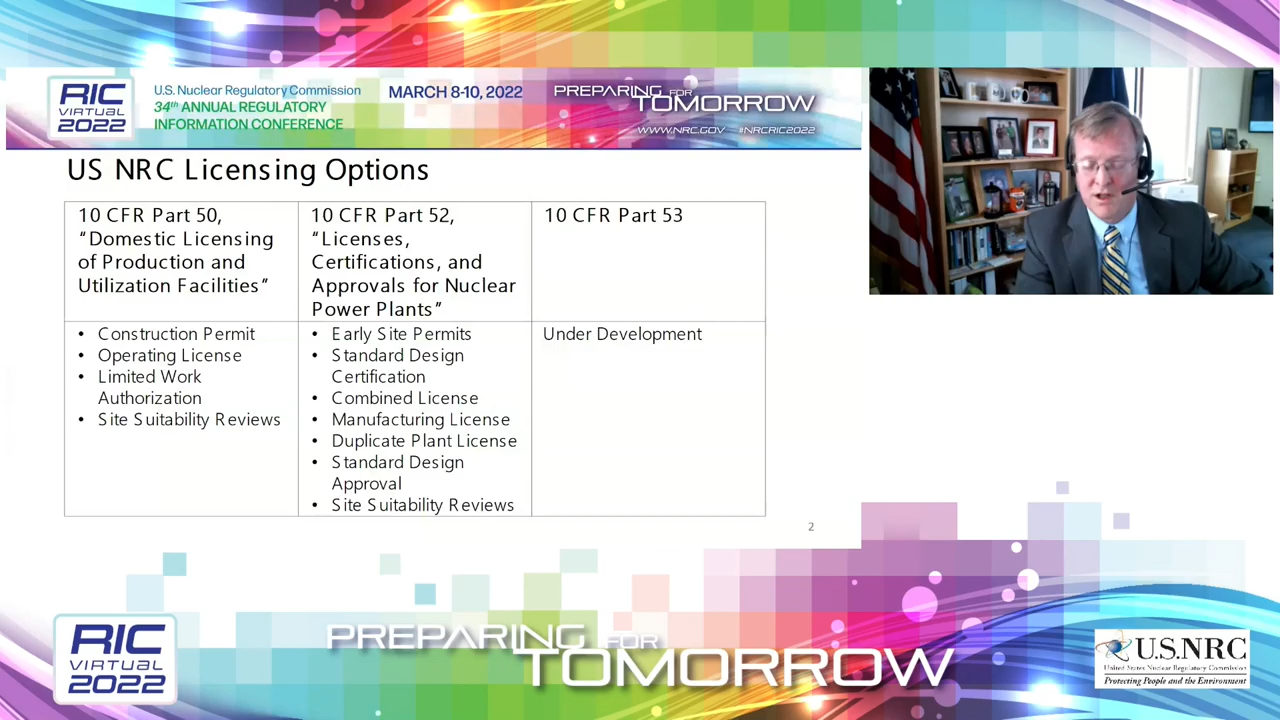 RIC
VIRTUAL
2022
U.S. Nuclear Regulatory Commission
34th ANNUAL REGULATORY
INFORMATION CONFERENCE
MARCH 8-10, 2022
PREPARING FOR
TOMORROW
WWW.NRC.GOV #NRCRIC2022
US NRC Licensing Options
10 CFR Part 50,
“Domestic Licensing
of Production and
Utilization Facilities”
10 CFR Part 52,
“Licenses,
Certifications, and
Approvals for Nuclear
Power Plants”
10 CFR Part 53
• Construction Permit
• Operating License
• Limited Work
Authorization
• Site Suitability Reviews
• Early Site Permits
• Standard Design
Certification
• Combined License
• Manufacturing License
• Duplicate Plant License
• Standard Design
Approval
• Site Suitability Reviews
Under Development
2
RIC
VIRTUAL
2022
PREPARING FOR
TOMORROW
U.S.NRC
United States Nuclear Regulatory Commission
Protecting People and the Environment